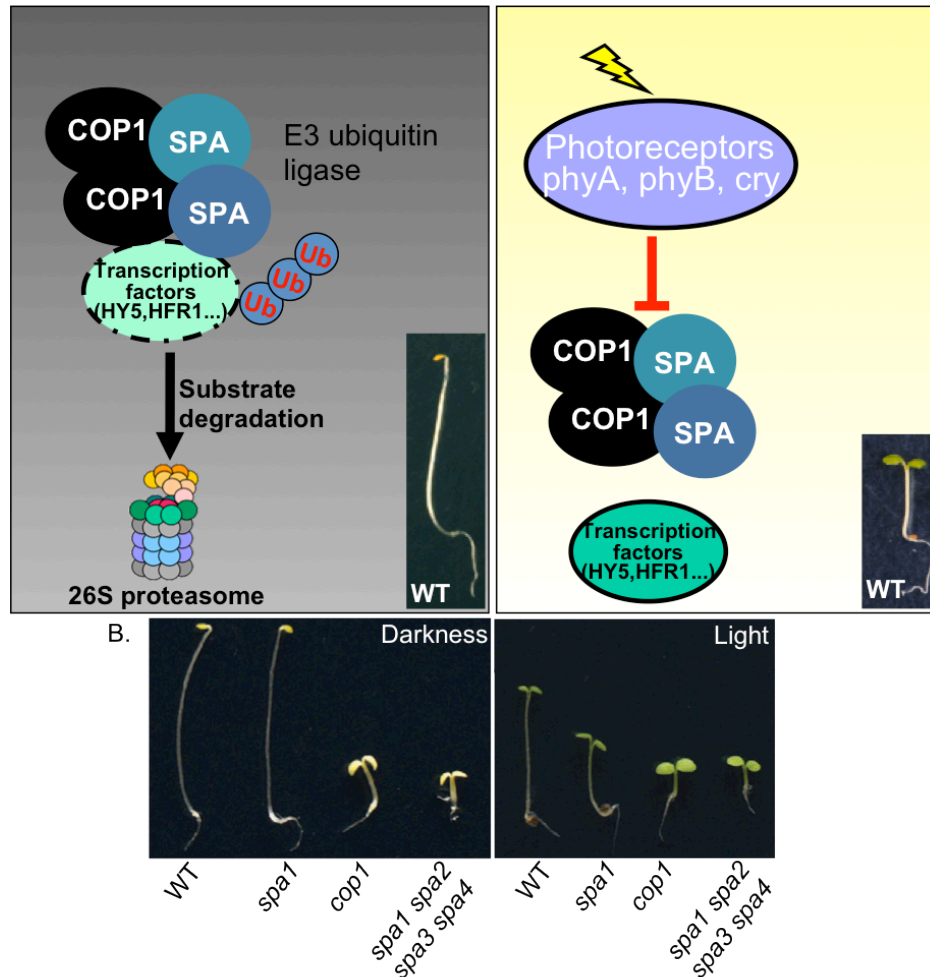 COP1
SPA
COP1
SPA
E3 ubiquitin
ligase
Transcription
factors
(HY5,HFR1...)
Ub
Ub
Ub
Substrate
degradation
26S proteasome
WT
Photoreceptors
phyA, phyB, cry
COP1
SPA
COP1
SPA
Transcription
factors
(HY5,HFR1...)
WT
B.
Darkness
Light
WT
spa1
cop1
spa1 spa2
spa3 spa4
WT
spa1
cop1
spa1 spa2
spa3 spa4